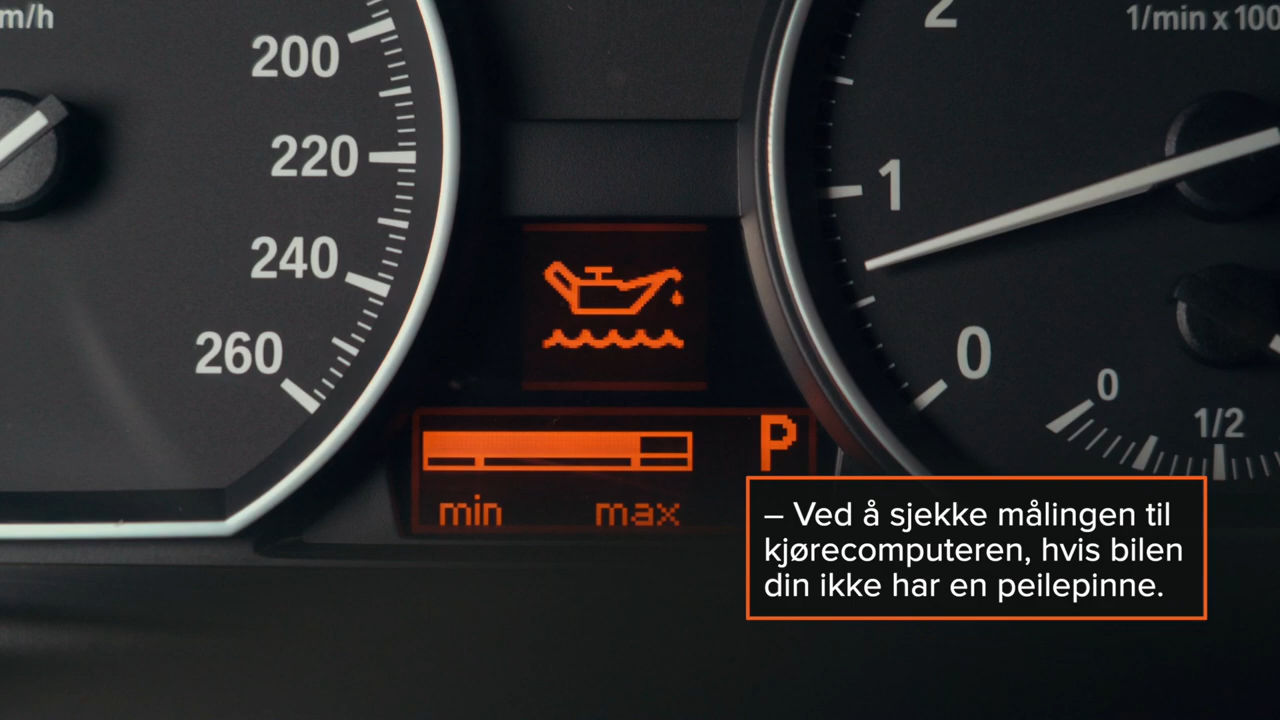 m/h
200
220
240
260
2
1/min x 100
1
0
0
1/2
P
min
max
– Ved å sjekke målingen til
kjørecomputeren, hvis bilen
din ikke har en peilepinne.